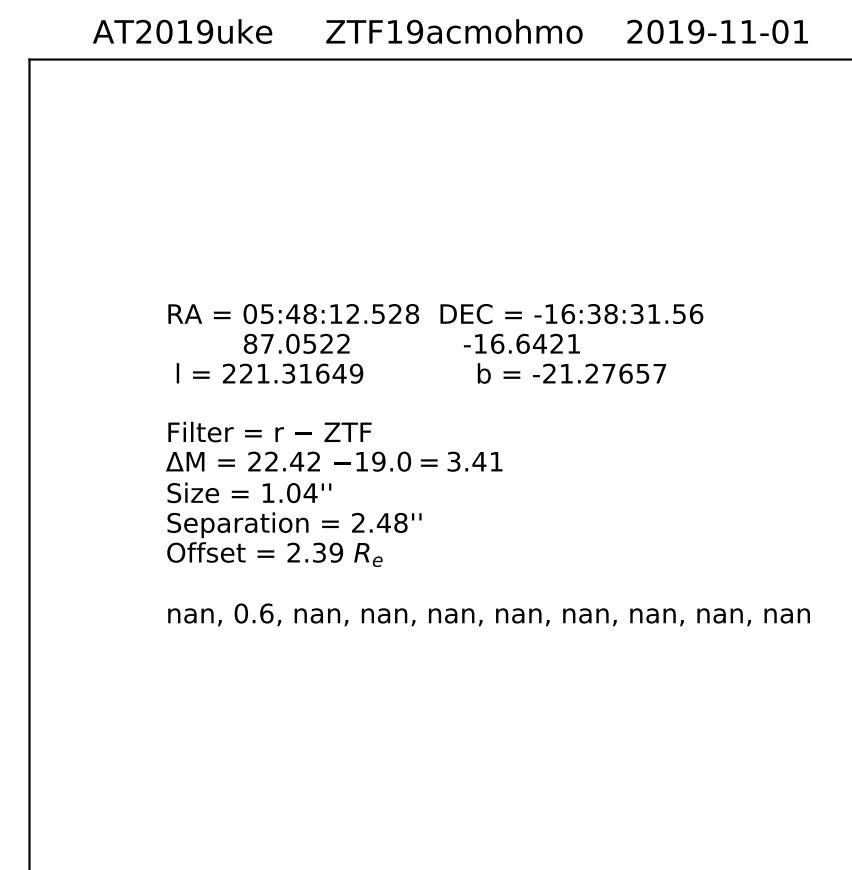 AT2019uke ZTF19acmohmo 2019-11-01
RA = 05:48:12.528 DEC = -16:38:31.56
87.0522 -16.6421
l = 221.31649 b = -21.27657
Filter = r − ZTF
ΔM = 22.42 −19.0 = 3.41
Size = 1.04''
Separation = 2.48''
Offset = 2.39 Rₑ
nan, 0.6, nan, nan, nan, nan, nan, nan, nan, nan